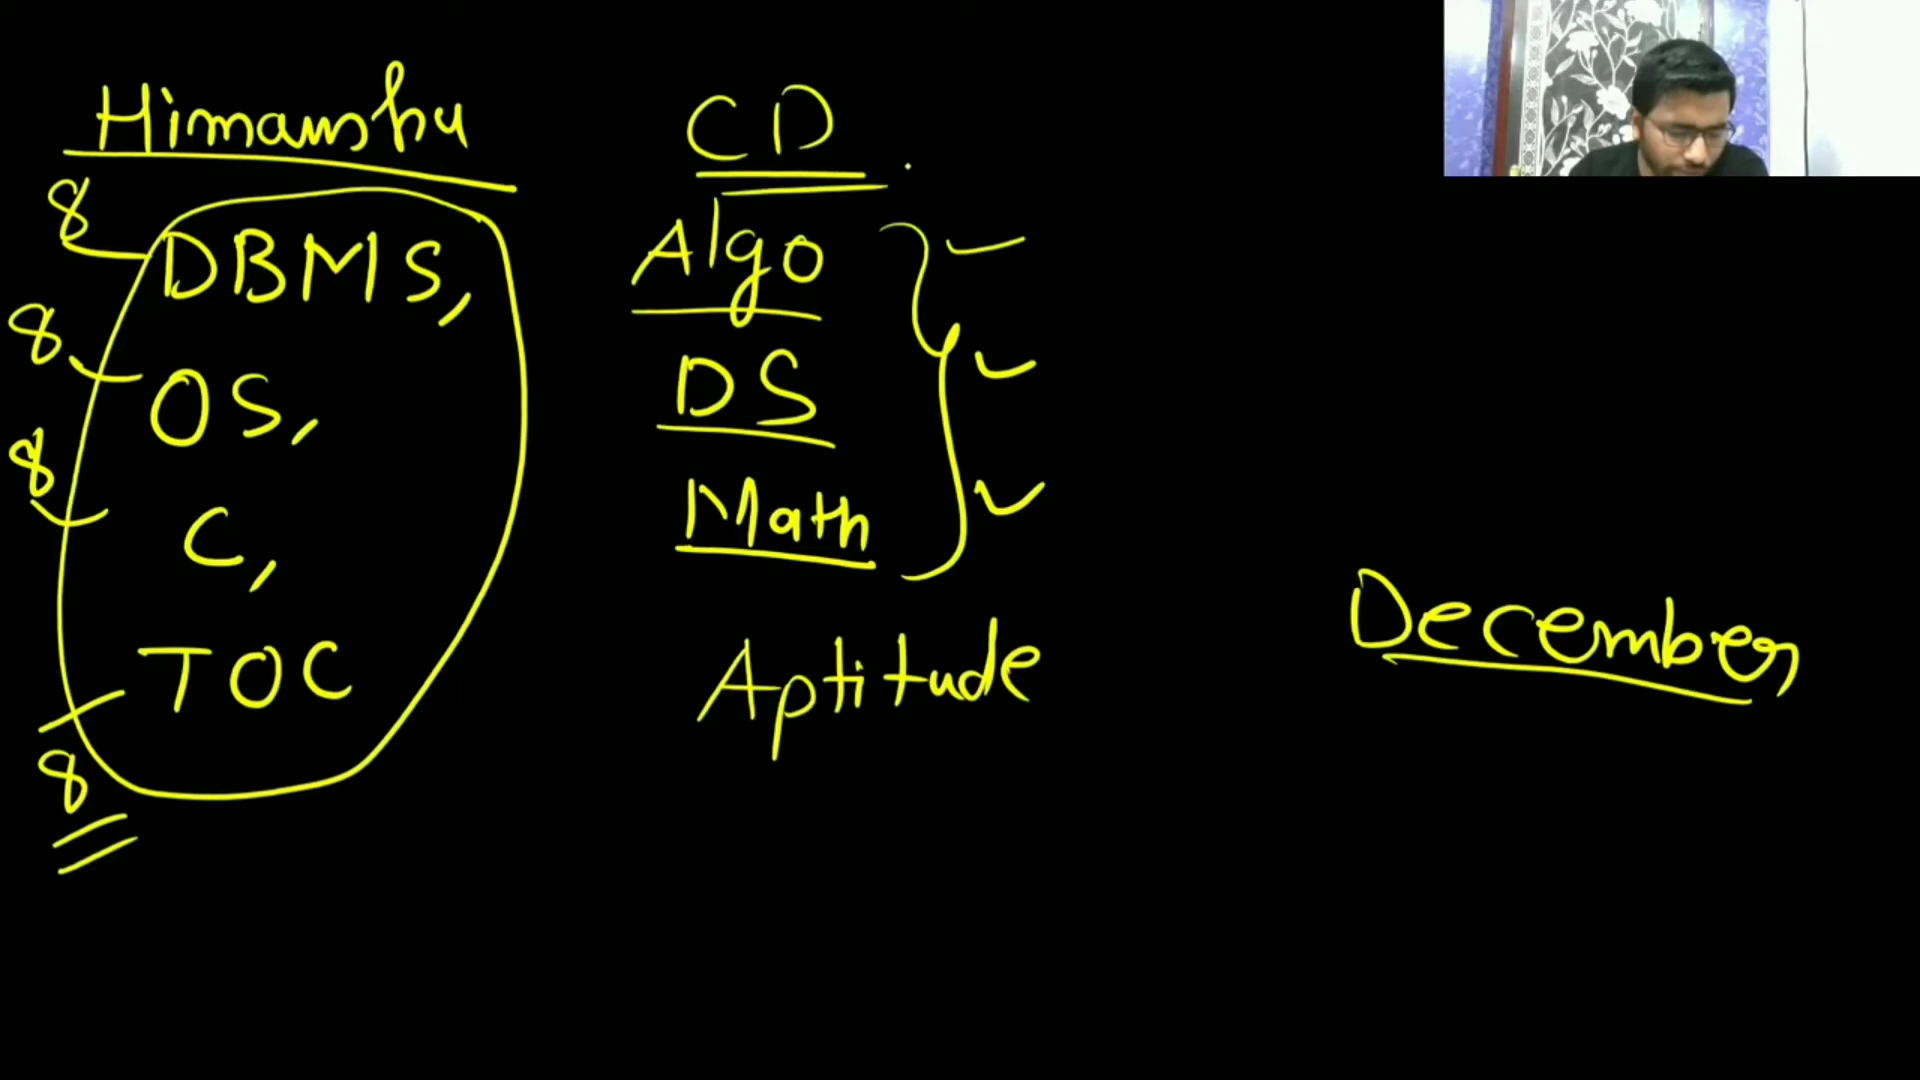 Himanshu
8
DBMS,
8
OS,
8
C,
TOC
8
CD
Algo
DS
Math
Aptitude
December